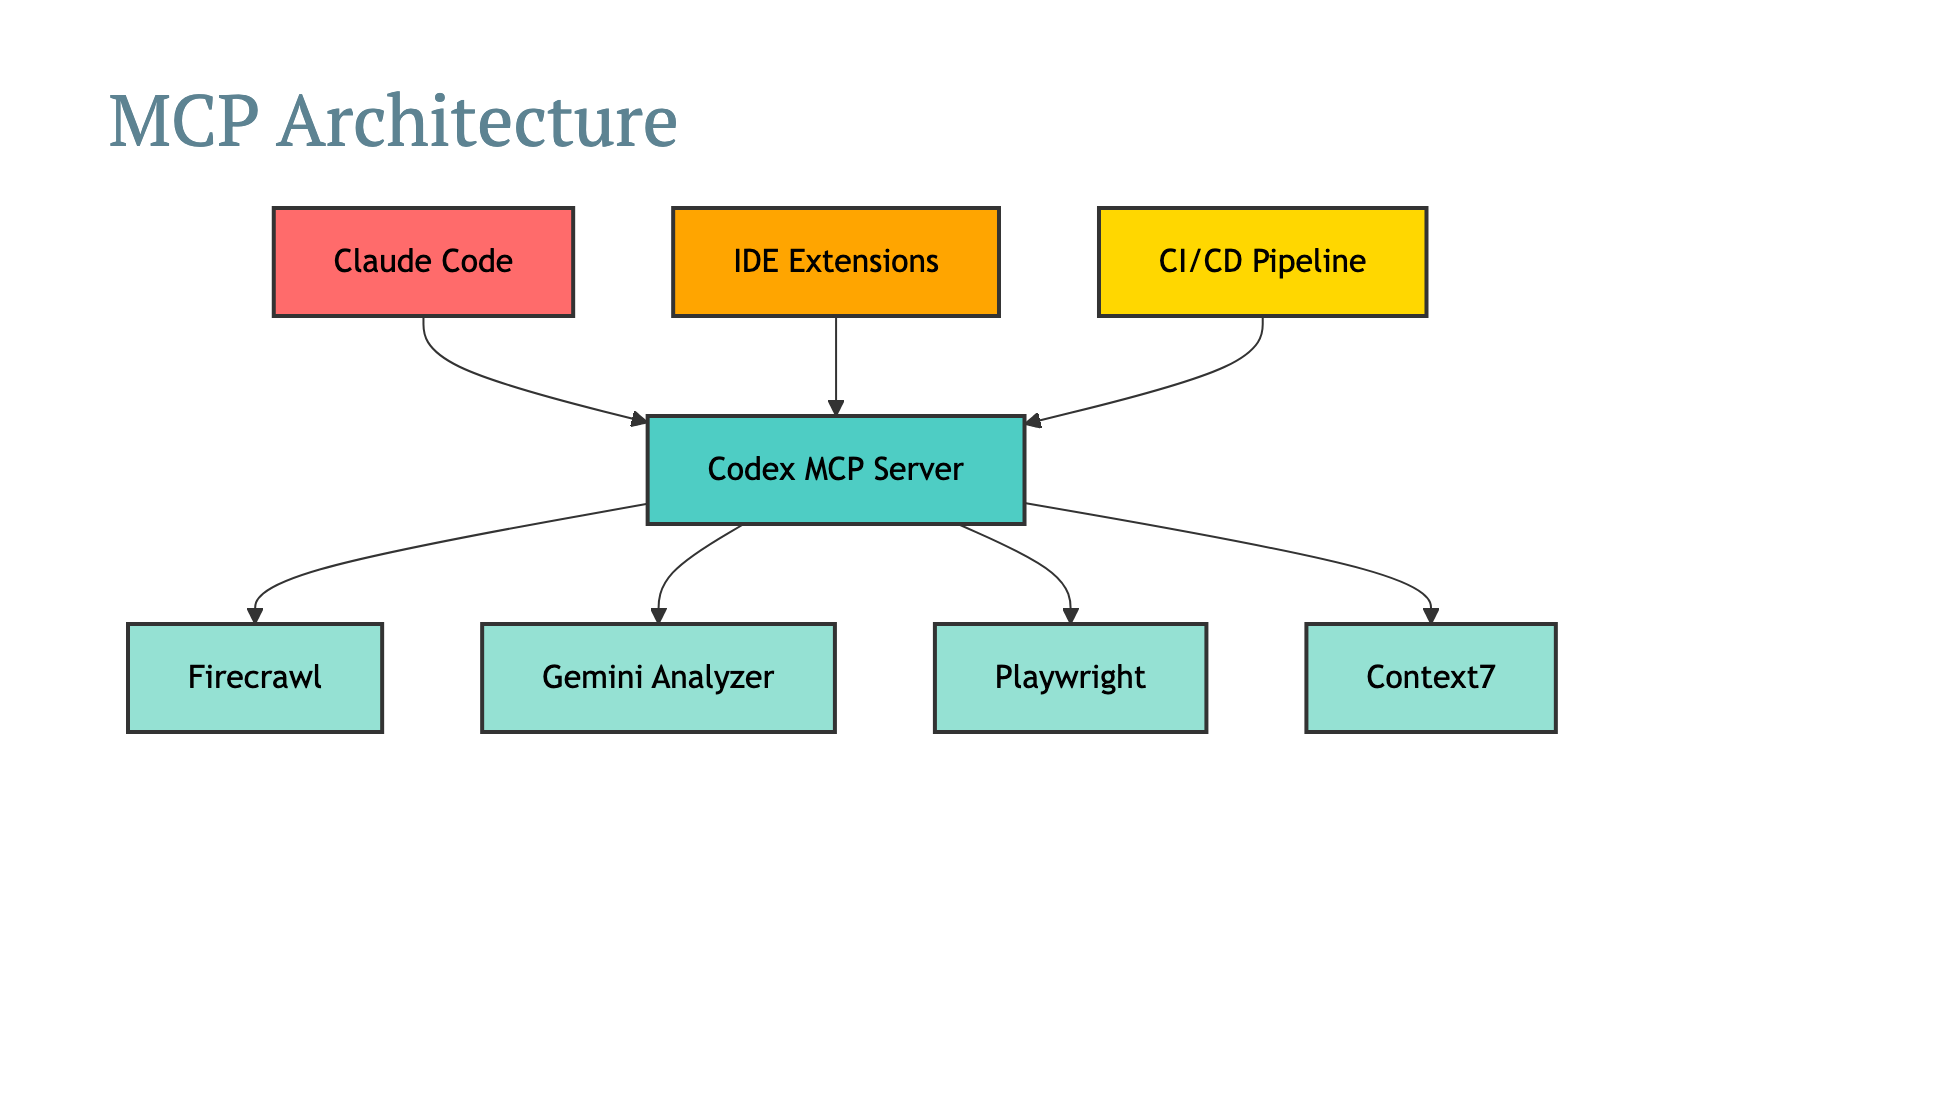 MCP Architecture
Claude Code
IDE Extensions
CI/CD Pipeline
Codex MCP Server
Firecrawl
Gemini Analyzer
Playwright
Context7